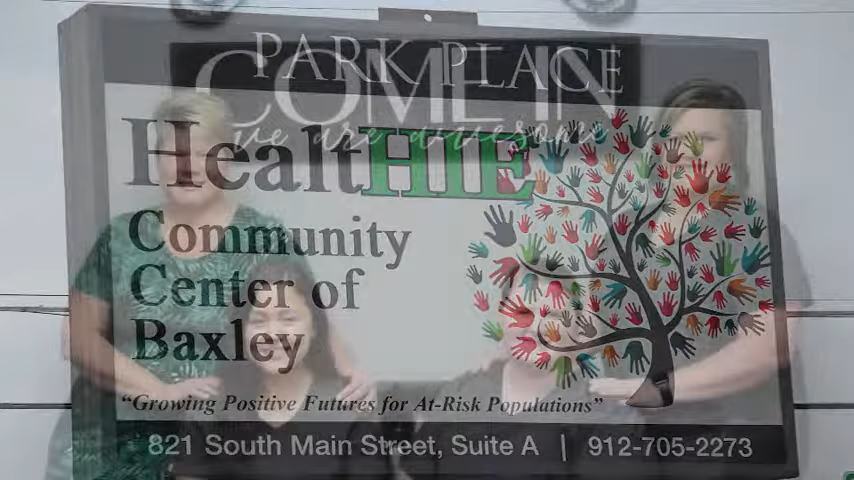 PARK PLACE
COME IN
we are awesome
HealtHIE
Community
Center of
Baxley
“Growing Positive Futures for At-Risk Populations”
821 South Main Street, Suite A | 912-705-2273